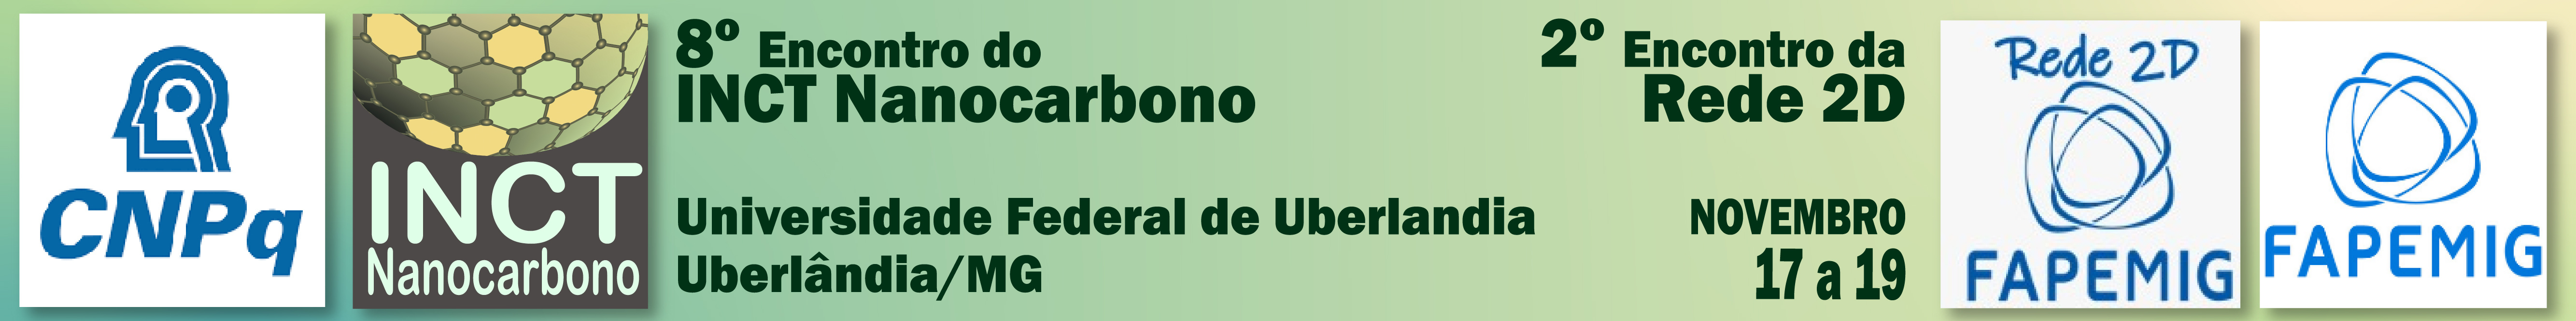 CNPq
INCT
Nanocarbono
8º Encontro do
INCT Nanocarbono
Universidade Federal de Uberlandia
Uberlândia/MG
2º Encontro da
Rede 2D
NOVEMBRO
17 a 19
Rede 2D
FAPEMIG
FAPEMIG